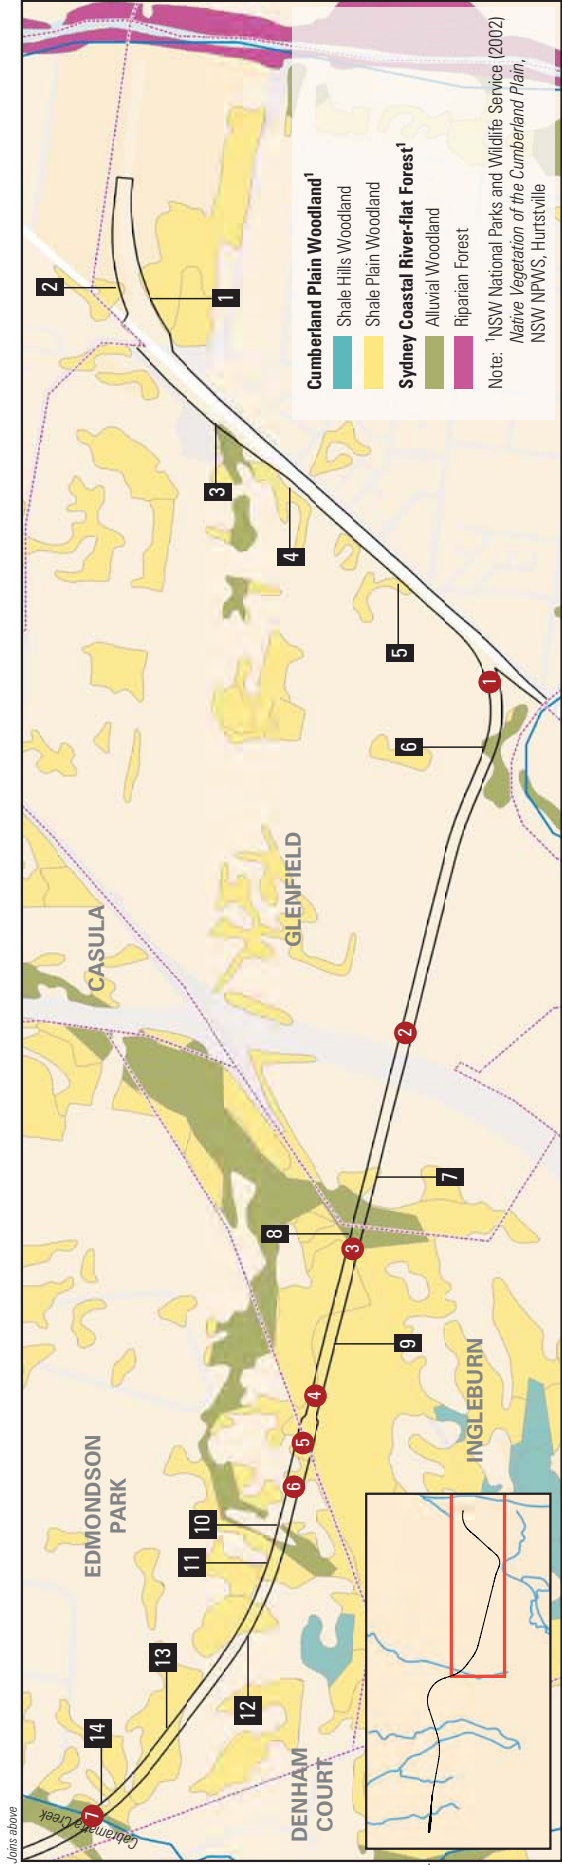 Joins above
Cabramatta Creek
14
7
13
12
DENHAM
COURT
11
10
EDMONDSON
PARK
6
5
4
9
INGLEBURN
3
8
7
2
CASULA
GLENFIELD
6
1
5
4
3
2
1
Cumberland Plain Woodland¹
Shale Hills Woodland
Shale Plain Woodland
Sydney Coastal River-flat Forest¹
Alluvial Woodland
Riparian Forest
Note: ¹NSW National Parks and Wildlife Service (2002)
Native Vegetation of the Cumberland Plain,
NSW NPWS, Hurtstville